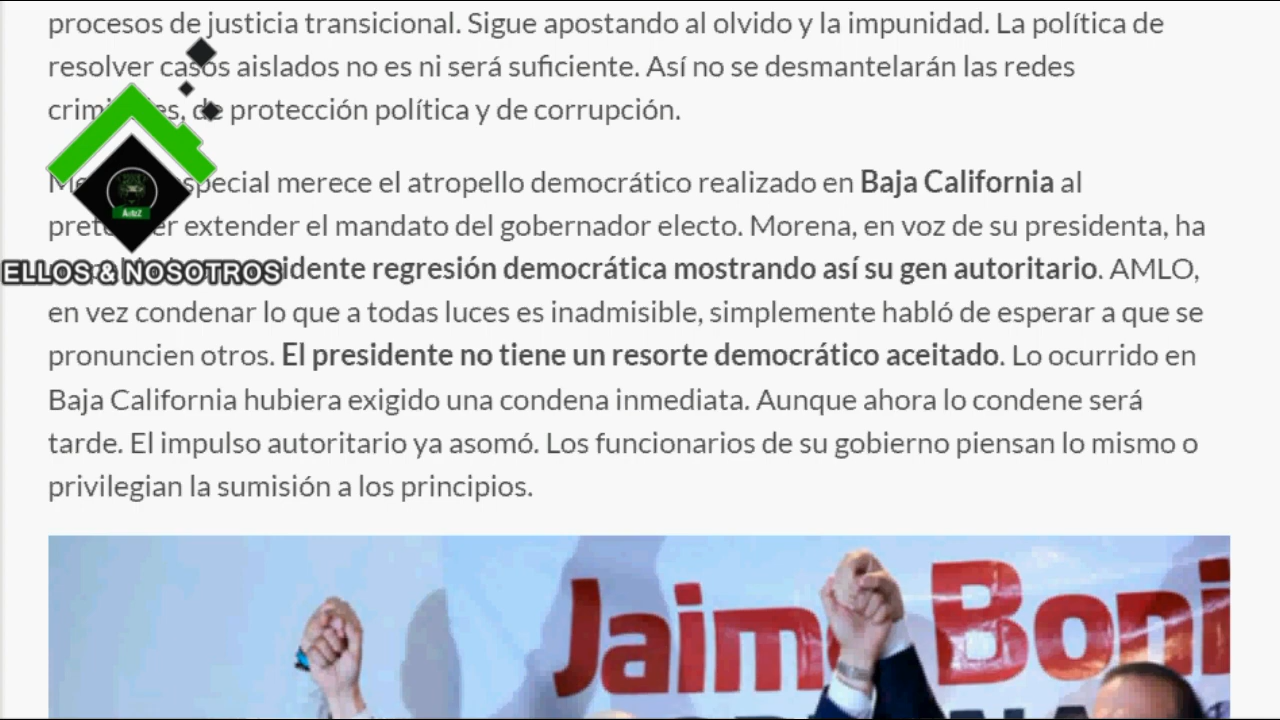 procesos de justicia transicional. Sigue apostando al olvido y la impunidad. La política de
resolver casos aislados no es ni será suficiente. Así no se desmantelarán las redes
de protección política y de corrupción.
merece el atropello democrático realizado en Baja California al
extender el mandato del gobernador electo. Morena, en voz de su presidenta, ha
regresión democrática mostrando así su gen autoritario. AMLO,
en vez condenar lo que a todas luces es inadmisible, simplemente habló de esperar a que se
pronuncien otros. El presidente no tiene un resorte democrático aceitado. Lo ocurrido en
Baja California hubiera exigido una condena inmediata. Aunque ahora lo condene será
tarde. El impulso autoritario ya asomó. Los funcionarios de su gobierno piensan lo mismo o
privilegian la sumisión a los principios.
ELLOS & NOSOTROS
Jaime Boni